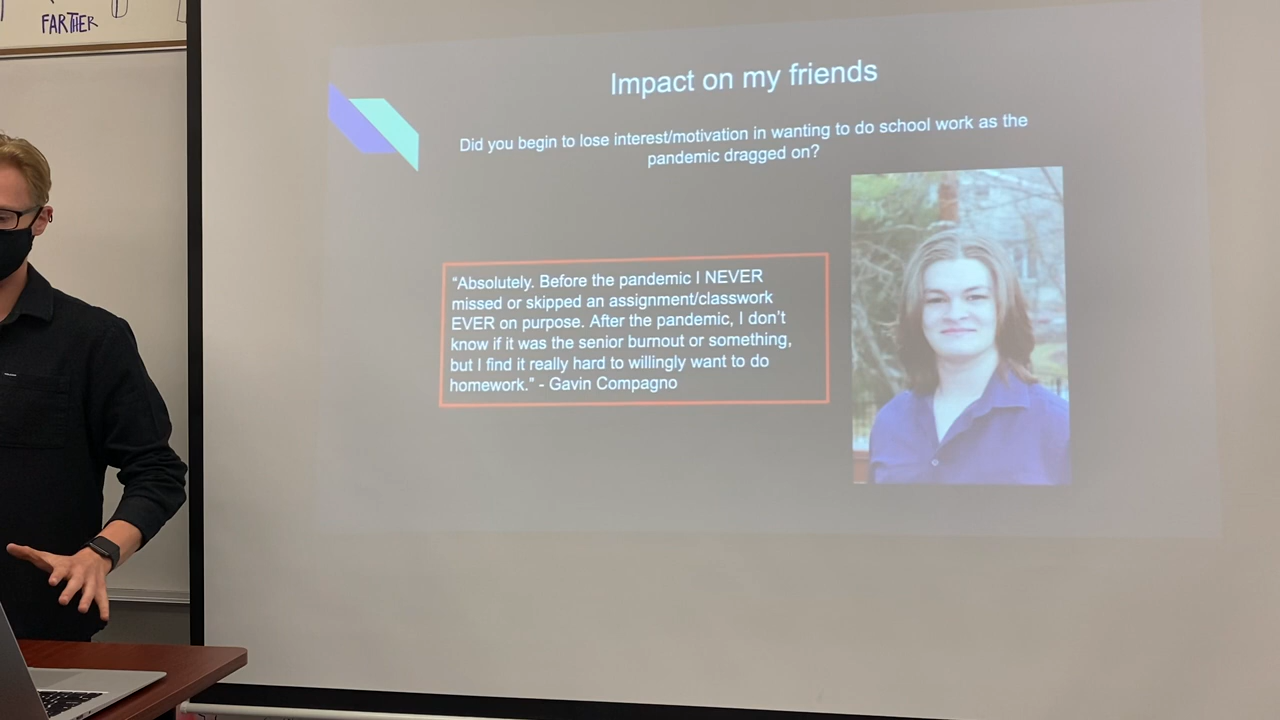 FARTHER
Impact on my friends
Did you begin to lose interest/motivation in wanting to do school work as the
pandemic dragged on?
“Absolutely. Before the pandemic I NEVER
missed or skipped an assignment/classwork
EVER on purpose. After the pandemic, I don’t
know if it was the senior burnout or something,
but I find it really hard to willingly want to do
homework.” - Gavin Compagno